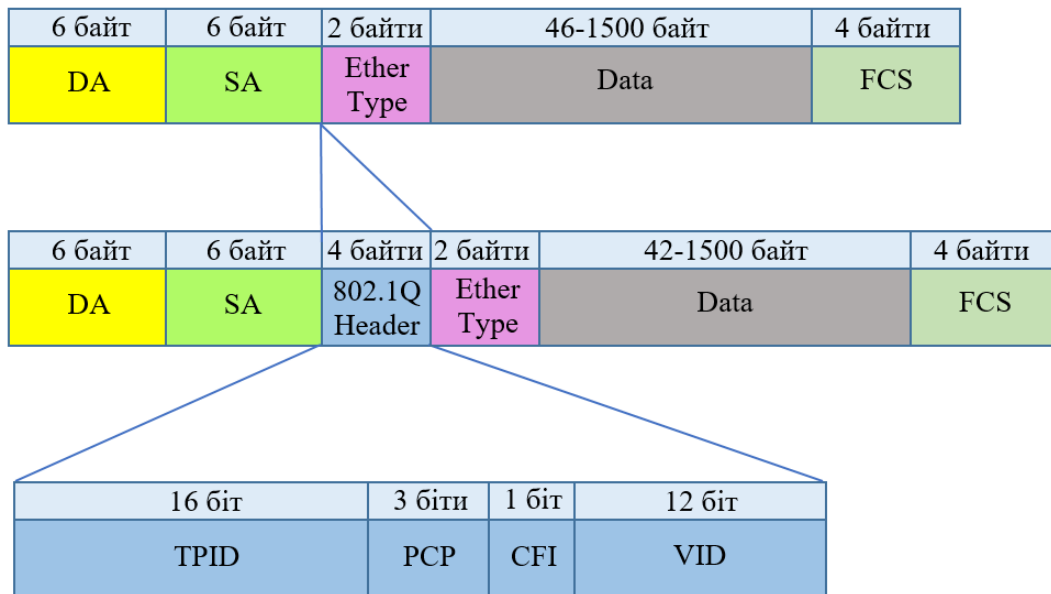 6 байт 6 байт 2 байти 46-1500 байт 4 байти
DA SA Ether Type Data FCS
6 байт 6 байт 4 байти 2 байти 42-1500 байт 4 байти
DA SA 802.1Q Header Ether Type Data FCS
16 біт 3 біти 1 біт 12 біт
TPID PCP CFI VID